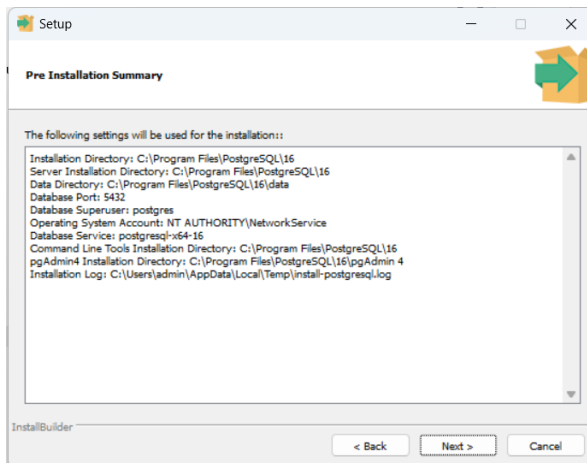 Setup
Pre Installation Summary
The following settings will be used for the installation::
Installation Directory: C:\Program Files\PostgreSQL\16
Server Installation Directory: C:\Program Files\PostgreSQL\16
Data Directory: C:\Program Files\PostgreSQL\16\data
Database Port: 5432
Database Superuser: postgres
Operating System Account: NT AUTHORITY\NetworkService
Database Service: postgresql-x64-16
Command Line Tools Installation Directory: C:\Program Files\PostgreSQL\16
pgAdmin4 Installation Directory: C:\Program Files\PostgreSQL\16\pgAdmin 4
Installation Log: C:\Users\admin\AppData\Local\Temp\install-postgresql.log
InstallBuilder
< Back Next > Cancel